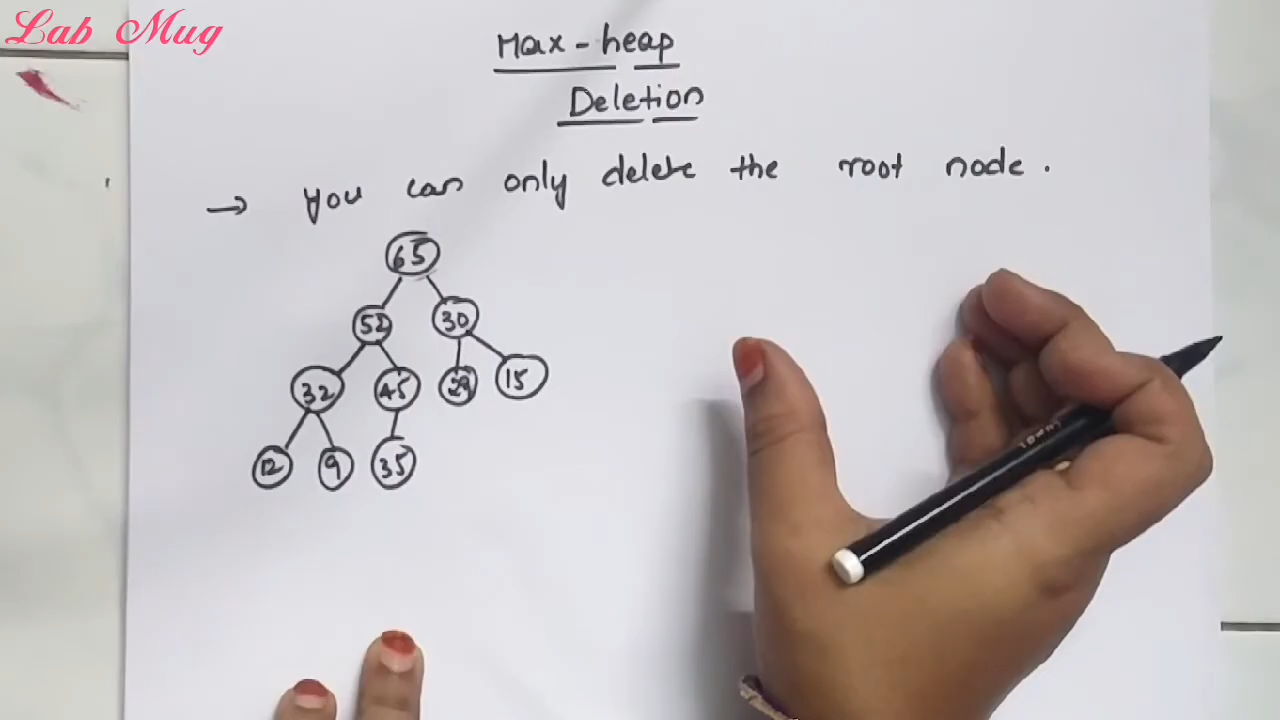 Lab Mug
Max-heap
Deletion
→ you can only delete the root node.
65
52 30
32 45 29 15
12 9 35